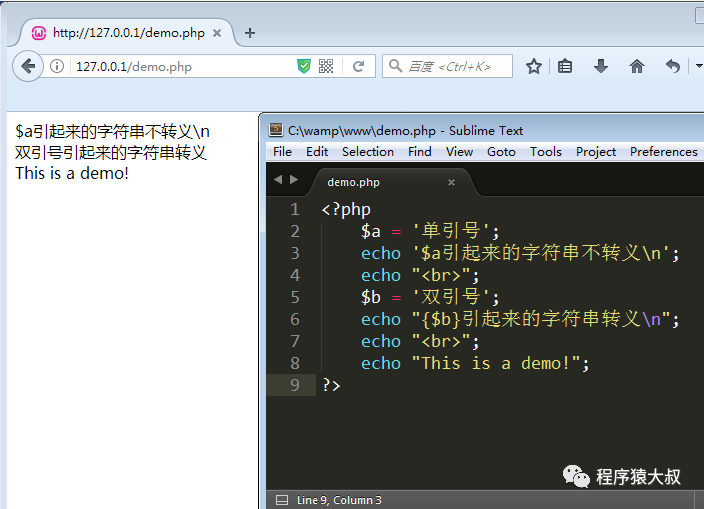 http://127.0.0.1/demo.php
127.0.0.1/demo.php
百度 <Ctrl+K>
$a引起来的字符串不转义\n
双引号引起来的字符串转义
This is a demo!
C:\wamp\www\demo.php - Sublime Text
File Edit Selection Find View Goto Tools Project Preferences
demo.php
1 <?php
2 $a = '单引号';
3 echo '$a引起来的字符串不转义\n';
4 echo "<br>";
5 $b = '双引号';
6 echo "{$b}引起来的字符串转义\n";
7 echo "<br>";
8 echo "This is a demo!";
9 ?>
程序猿大叔
Line 9, Column 3